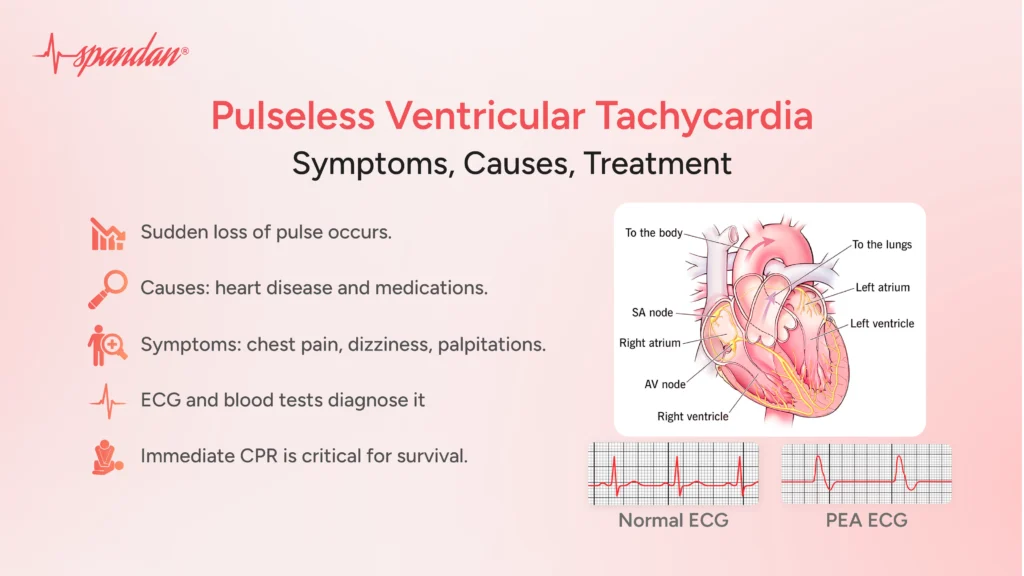 spandan®
Pulseless Ventricular Tachycardia
Symptoms, Causes, Treatment
Sudden loss of pulse occurs.
Causes: heart disease and medications.
Symptoms: chest pain, dizziness, palpitations.
ECG and blood tests diagnose it
Immediate CPR is critical for survival.
To the body
To the lungs
Left atrium
SA node
Left ventricle
Right atrium
AV node
Right ventricle
Normal ECG
PEA ECG